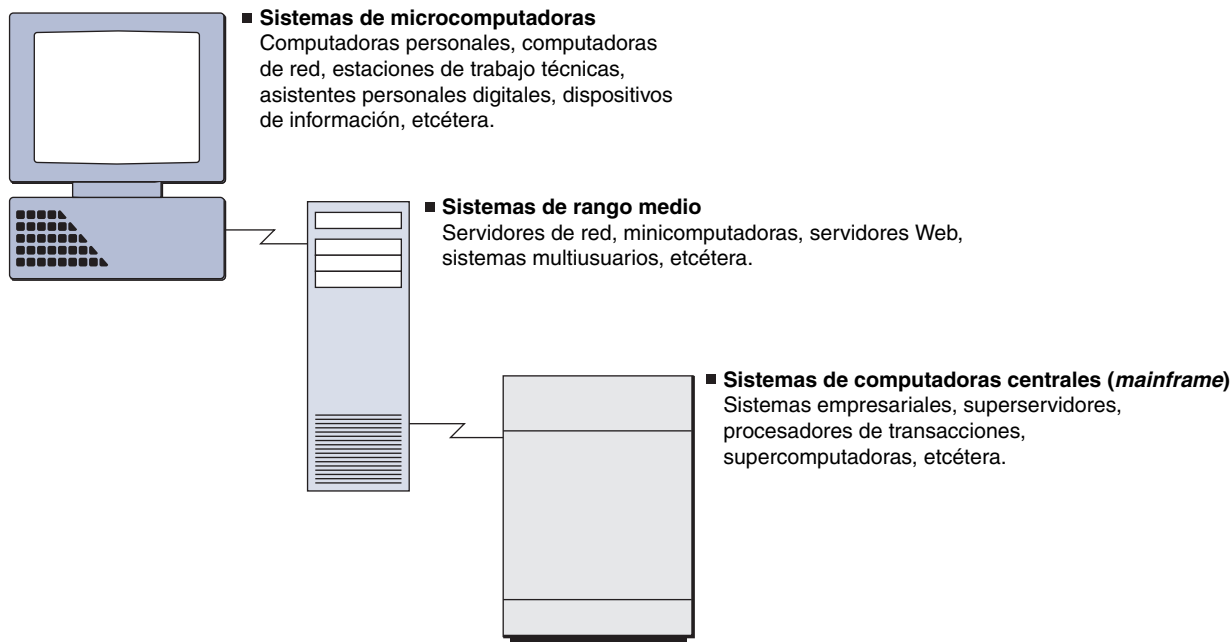 Sistemas de microcomputadoras
Computadoras personales, computadoras
de red, estaciones de trabajo técnicas,
asistentes personales digitales, dispositivos
de información, etcétera.
Sistemas de rango medio
Servidores de red, minicomputadoras, servidores Web,
sistemas multiusuarios, etcétera.
Sistemas de computadoras centrales (mainframe)
Sistemas empresariales, superservidores,
procesadores de transacciones,
supercomputadoras, etcétera.